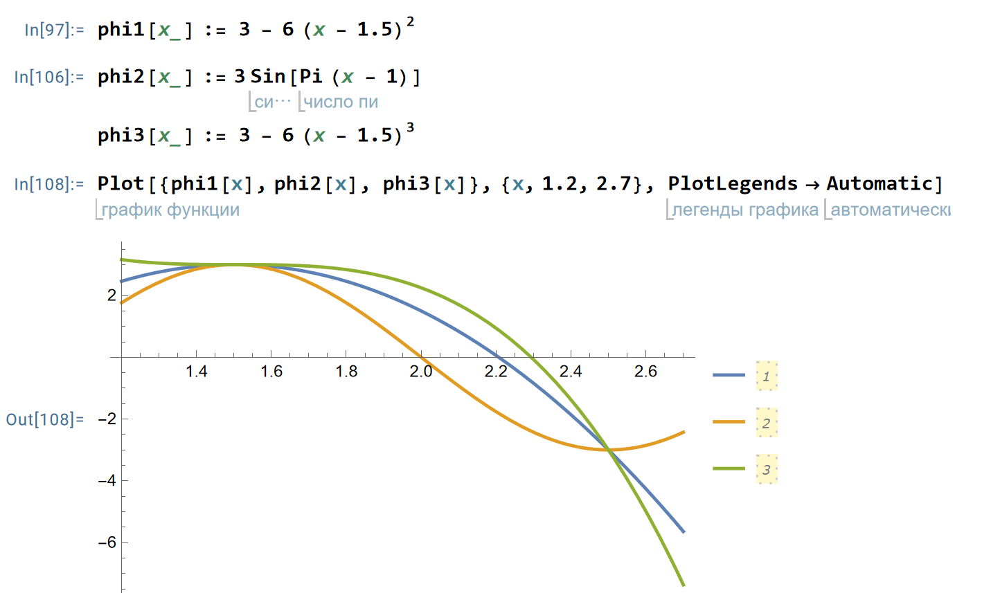 In[97]:= phi1[x_] := 3 – 6 (x – 1.5)²
In[106]:= phi2[x_] := 3 Sin[Pi (x – 1)]
си··· число пи
phi3[x_] := 3 – 6 (x – 1.5)³
In[108]:= Plot[{phi1[x], phi2[x], phi3[x]}, {x, 1.2, 2.7}, PlotLegends → Automatic]
график функции легенды графика автоматически
2
1.4 1.6 1.8 2.0 2.2 2.4 2.6
1
Out[108]= –2
2
3
–4
–6